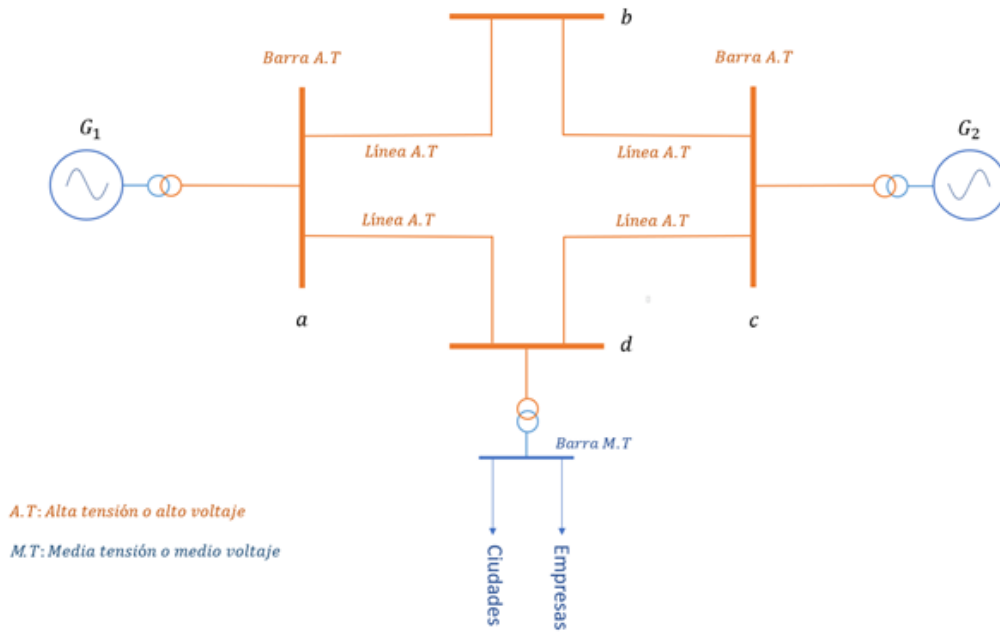 b
Barra A.T
Barra A.T
G₁
G₂
Línea A.T
Línea A.T
Línea A.T
Línea A.T
a
c
d
Barra M.T
A.T: Alta tensión o alto voltaje
M.T: Media tensión o medio voltaje
Ciudades
Empresas